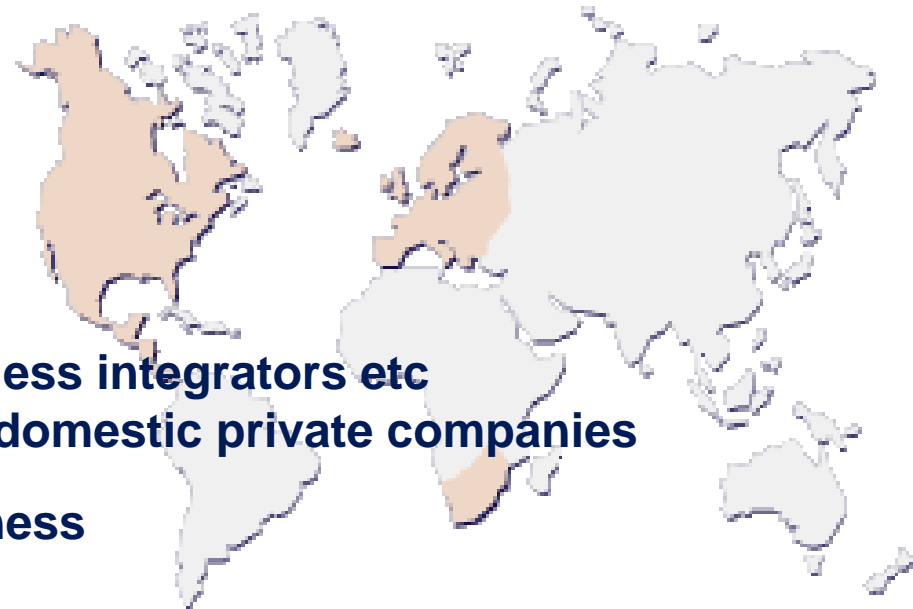 ess integrators etc
domestic private companies
ness